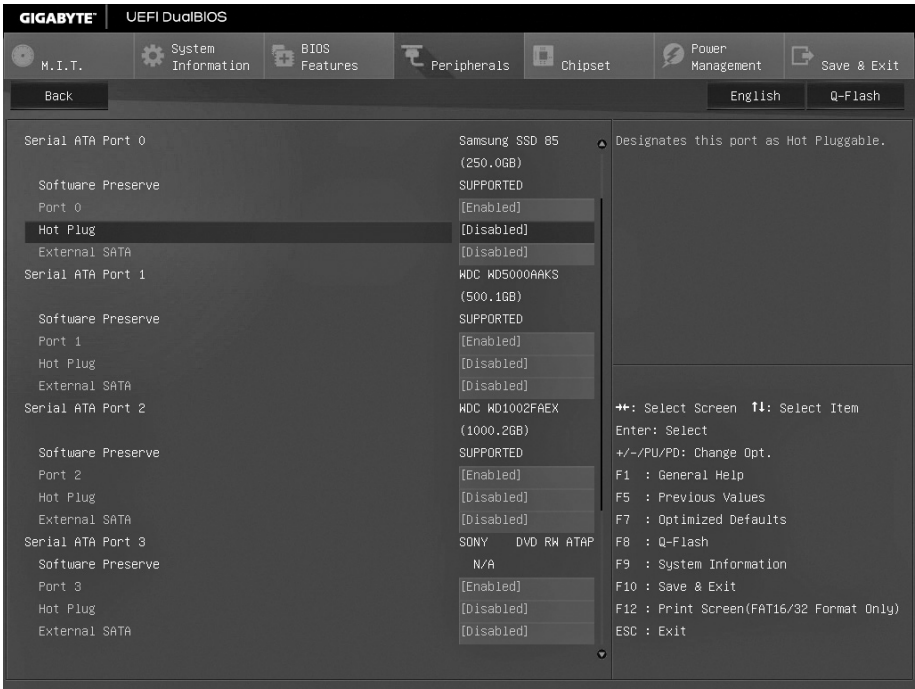 GIGABYTE™ UEFI DualBIOS
M.I.T.
System Information
BIOS Features
Peripherals
Chipset
Power Management
Save & Exit
Back English Q-Flash
Serial ATA Port 0 Samsung SSD 85
(250.0GB)
Software Preserve SUPPORTED
Port 0 [Enabled]
Hot Plug [Disabled]
External SATA [Disabled]
Serial ATA Port 1 WDC WD5000AAKS
(500.1GB)
Software Preserve SUPPORTED
Port 1 [Enabled]
Hot Plug [Disabled]
External SATA [Disabled]
Serial ATA Port 2 WDC WD1002FAEX
(1000.2GB)
Software Preserve SUPPORTED
Port 2 [Enabled]
Hot Plug [Disabled]
External SATA [Disabled]
Serial ATA Port 3 SONY DVD RW ATAP
Software Preserve N/A
Port 3 [Enabled]
Hot Plug [Disabled]
External SATA [Disabled]
Designates this port as Hot Pluggable.
→←: Select Screen ↑↓: Select Item
Enter: Select
+/-/PU/PD: Change Opt.
F1 : General Help
F5 : Previous Values
F7 : Optimized Defaults
F8 : Q-Flash
F9 : System Information
F10 : Save & Exit
F12 : Print Screen(FAT16/32 Format Only)
ESC : Exit